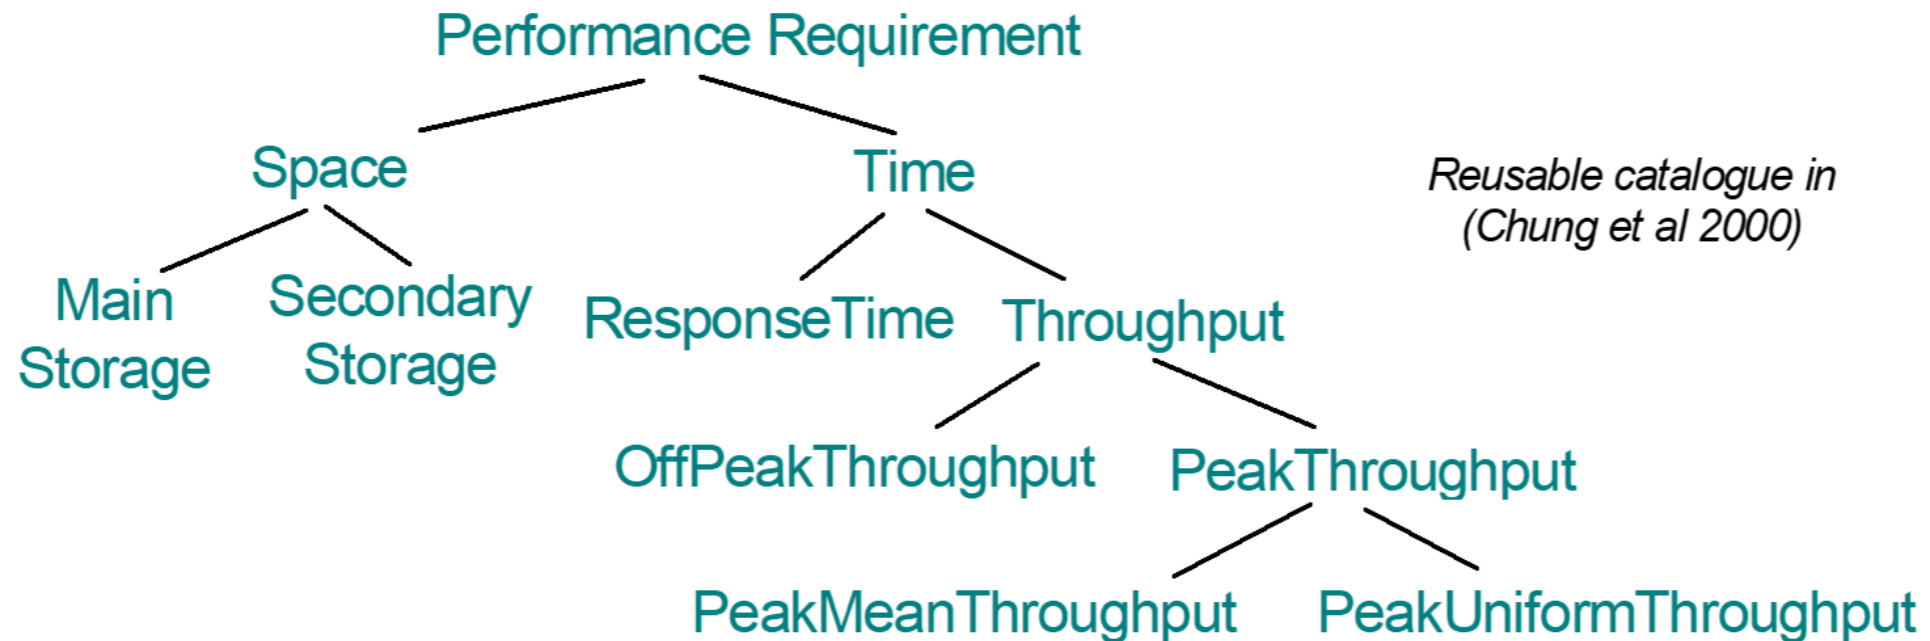 Performance Requirement
Space
Time
Reusable catalogue in
(Chung et al 2000)
Main
Storage
Secondary
Storage
ResponseTime
Throughput
OffPeakThroughput
PeakThroughput
PeakMeanThroughput
PeakUniformThroughput